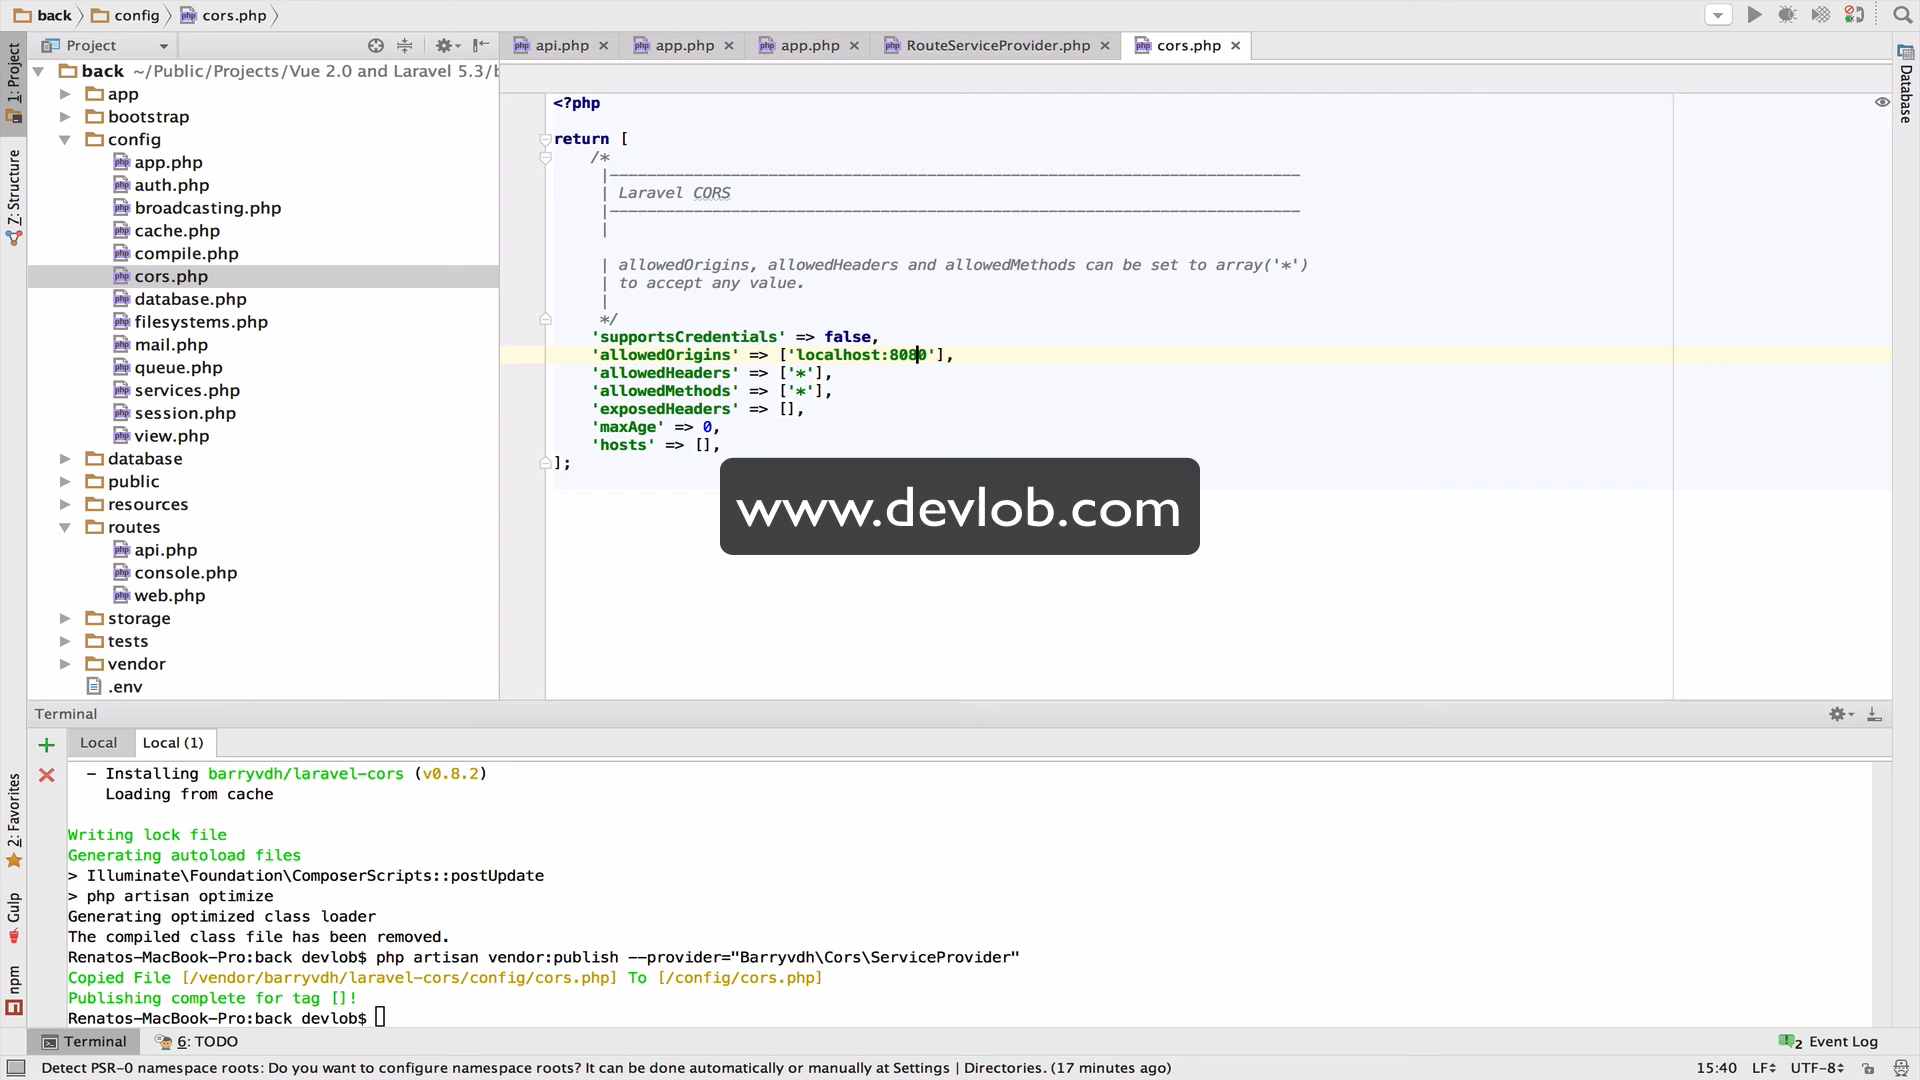 back
config
cors.php
Project
api.php
app.php
app.php
RouteServiceProvider.php
cors.php
1: Project
Z: Structure
2: Favorites
Gulp
npm
Database
back ~/Public/Projects/Vue 2.0 and Laravel 5.3/b
app
bootstrap
config
app.php
auth.php
broadcasting.php
cache.php
compile.php
cors.php
database.php
filesystems.php
mail.php
queue.php
services.php
session.php
view.php
database
public
resources
routes
api.php
console.php
web.php
storage
tests
vendor
.env
<?php
return [
/*
|--------------------------------------------------------------------------
| Laravel CORS
|--------------------------------------------------------------------------
|
| allowedOrigins, allowedHeaders and allowedMethods can be set to array('*')
| to accept any value.
|
*/
'supportsCredentials' => false,
'allowedOrigins' => ['localhost:8080'],
'allowedHeaders' => ['*'],
'allowedMethods' => ['*'],
'exposedHeaders' => [],
'maxAge' => 0,
'hosts' => [],
];
www.devlob.com
Terminal
Local
Local (1)
- Installing barryvdh/laravel-cors (v0.8.2)
Loading from cache
Writing lock file
Generating autoload files
> Illuminate\Foundation\ComposerScripts::postUpdate
> php artisan optimize
Generating optimized class loader
The compiled class file has been removed.
Renatos-MacBook-Pro:back devlob$ php artisan vendor:publish --provider="Barryvdh\Cors\ServiceProvider"
Copied File [/vendor/barryvdh/laravel-cors/config/cors.php] To [/config/cors.php]
Publishing complete for tag []!
Renatos-MacBook-Pro:back devlob$
Terminal
6: TODO
2 Event Log
Detect PSR-0 namespace roots: Do you want to configure namespace roots? It can be done automatically or manually at Settings | Directories. (17 minutes ago)
15:40
LF
UTF-8